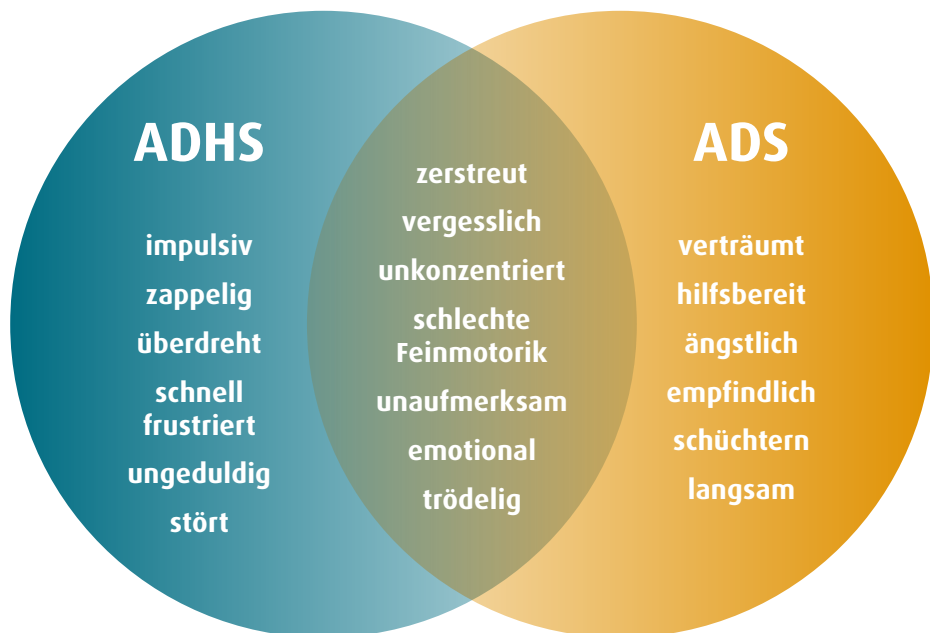 ADHS
impulsiv
zappelig
überdreht
schnell
frustriert
ungeduldig
stört
zerstreut
vergesslich
unkonzentriert
schlechte
Feinmotorik
unaufmerksam
emotional
trödelig
ADS
verträumt
hilfsbereit
ängstlich
empfindlich
schüchtern
langsam